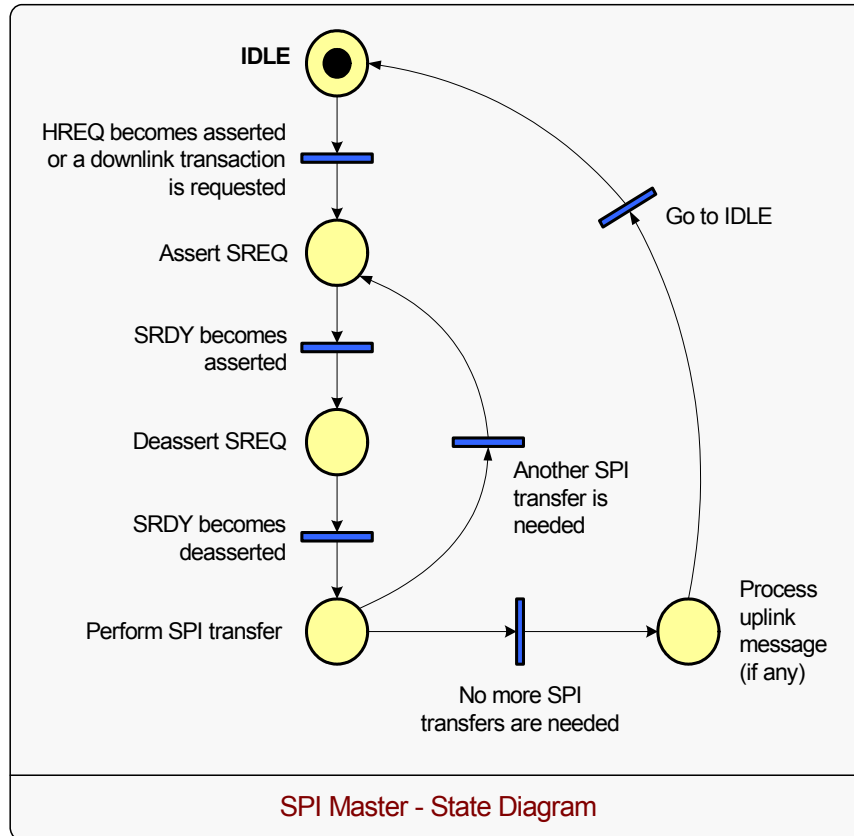 IDLE
HREQ becomes asserted
or a downlink transaction
is requested
Go to IDLE
Assert SREQ
SRDY becomes
asserted
Deassert SREQ
Another SPI
transfer is
needed
SRDY becomes
deasserted
Perform SPI transfer
Process
uplink
message
(if any)
No more SPI
transfers are needed
SPI Master - State Diagram